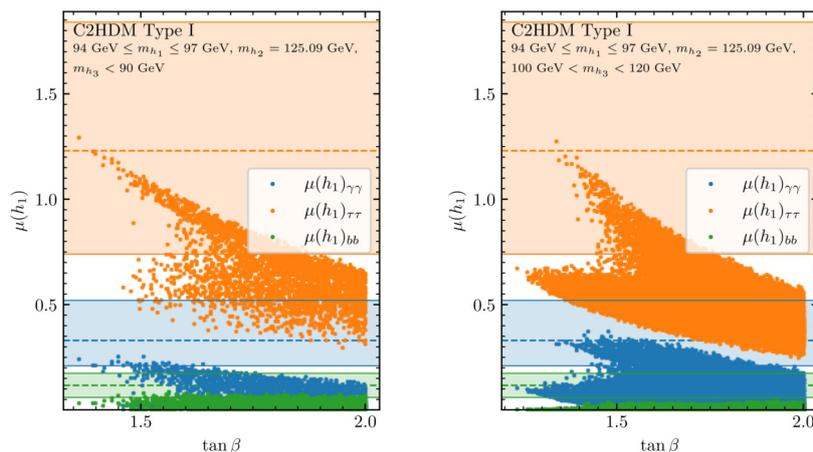 C2HDM Type I
94 GeV ≤ m_{h_1} ≤ 97 GeV, m_{h_2} = 125.09 GeV,
m_{h_3} < 90 GeV
μ(h_1)
1.5
1.0
0.5
μ(h_1)_{γγ}
μ(h_1)_{ττ}
μ(h_1)_{bb}
1.5
2.0
tan β
C2HDM Type I
94 GeV ≤ m_{h_1} ≤ 97 GeV, m_{h_2} = 125.09 GeV,
100 GeV < m_{h_3} < 120 GeV
μ(h_1)
1.5
1.0
0.5
μ(h_1)_{γγ}
μ(h_1)_{ττ}
μ(h_1)_{bb}
1.5
2.0
tan β